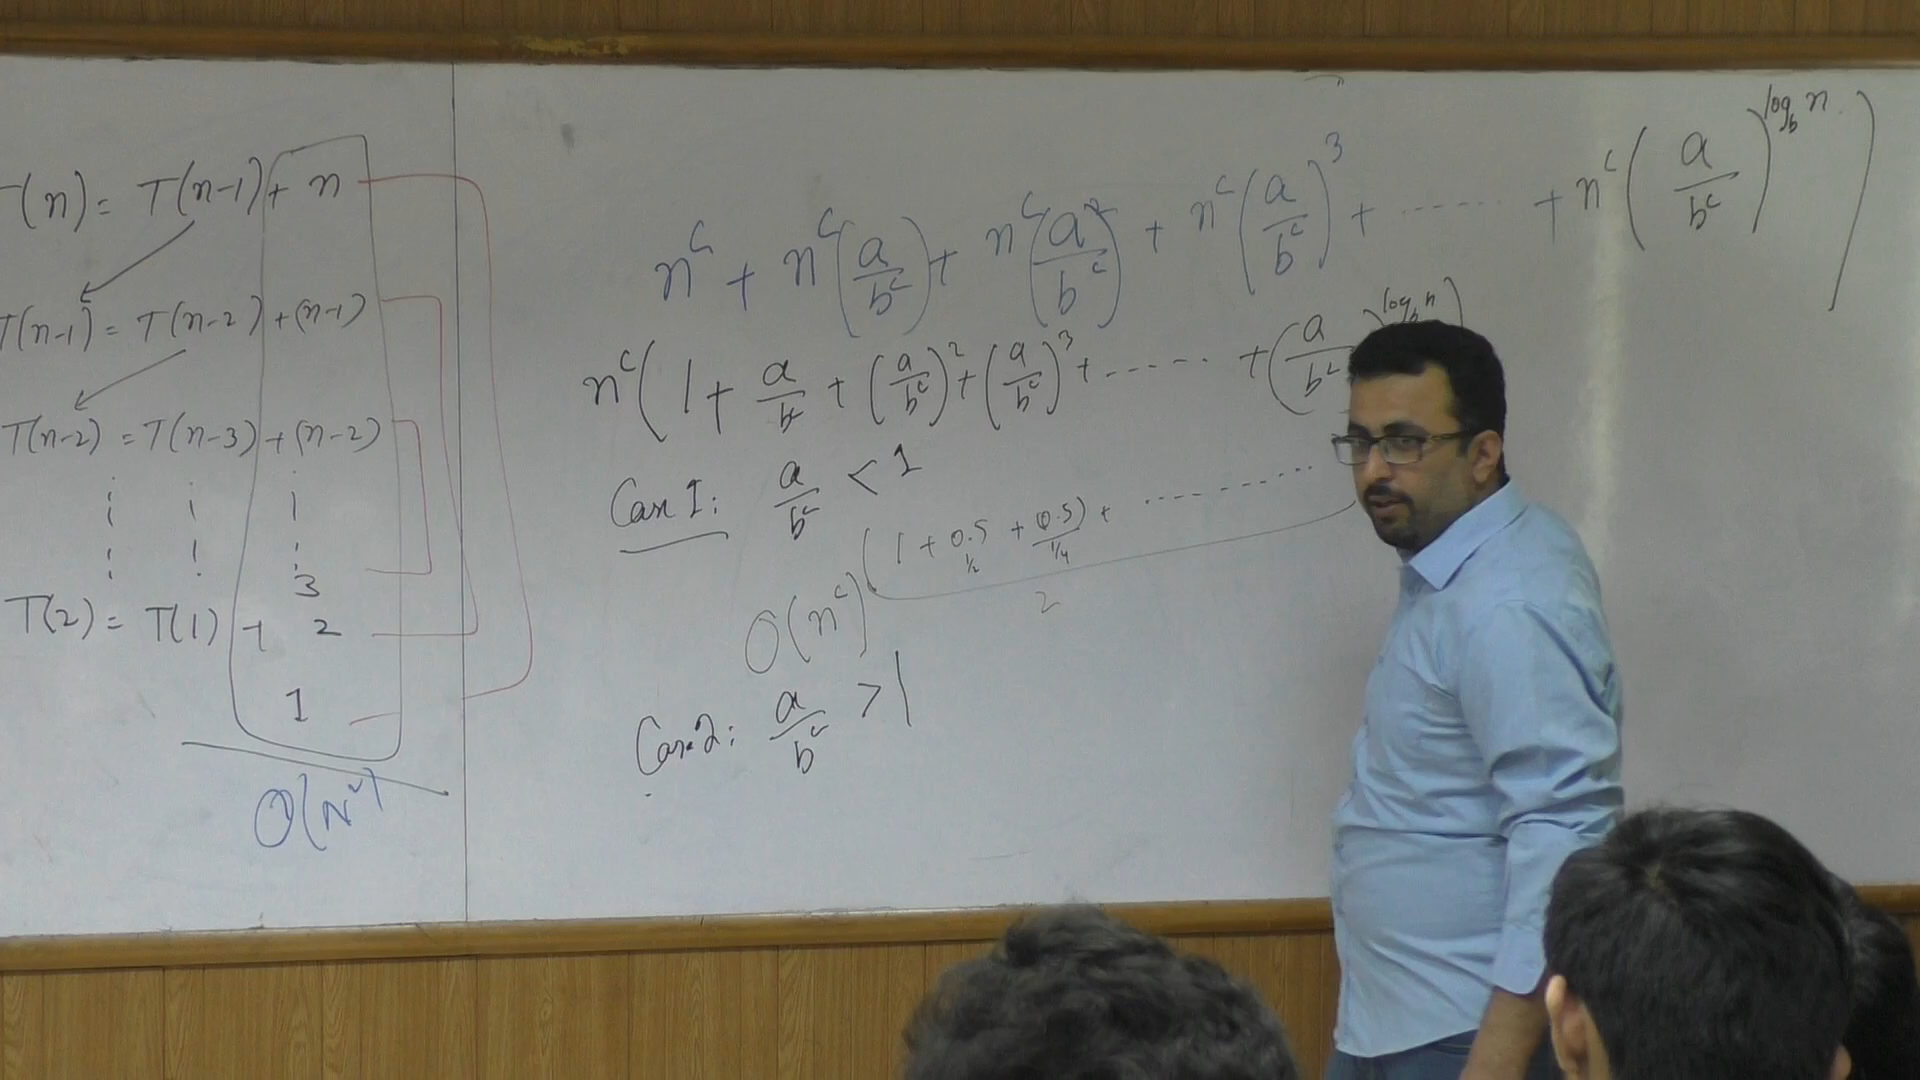 T(n) = T(n-1) + n
T(n-1) = T(n-2) + (n-1)
T(n-2) = T(n-3) + (n-2)
3
T(2) = T(1) + 2
1
O(N²)
n^c + n^c(a/b^c) + n^c(a/b^c)^2 + n^c(a/b^c)^3 + ...... + n^c(a/b^c)^(log_b n))
n^c(1 + a/b^c + (a/b^c)^2 + (a/b^c)^3 + ...... + (a/b^c)^(log_b n))
Case 1: a/b^c < 1
(1 + 0.5 + 0.5) + ..........
1/2 1/4
2
O(n^c)
Case 2: a/b^c > 1